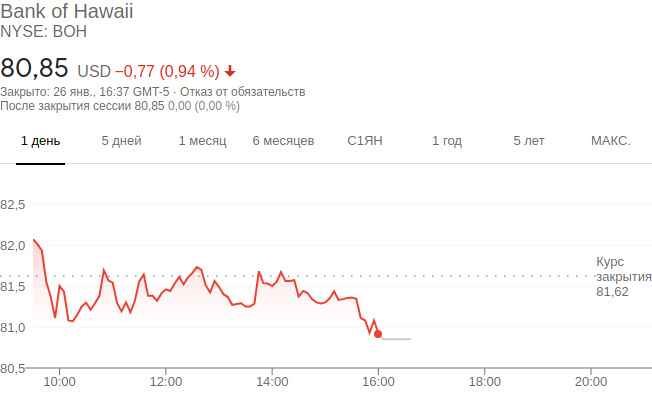 Bank of Hawaii
NYSE: BOH
80,85 USD −0,77 (0,94 %)
Закрыто: 26 янв., 16:37 GMT-5 · Отказ от обязательств
После закрытия сессии 80,85 0,00 (0,00 %)
1 день 5 дней 1 месяц 6 месяцев С1ЯН 1 год 5 лет МАКС.
82,5
82,0
Курс
закрытия
81,62
81,5
81,0
80,5
10:00 12:00 14:00 16:00 18:00 20:00